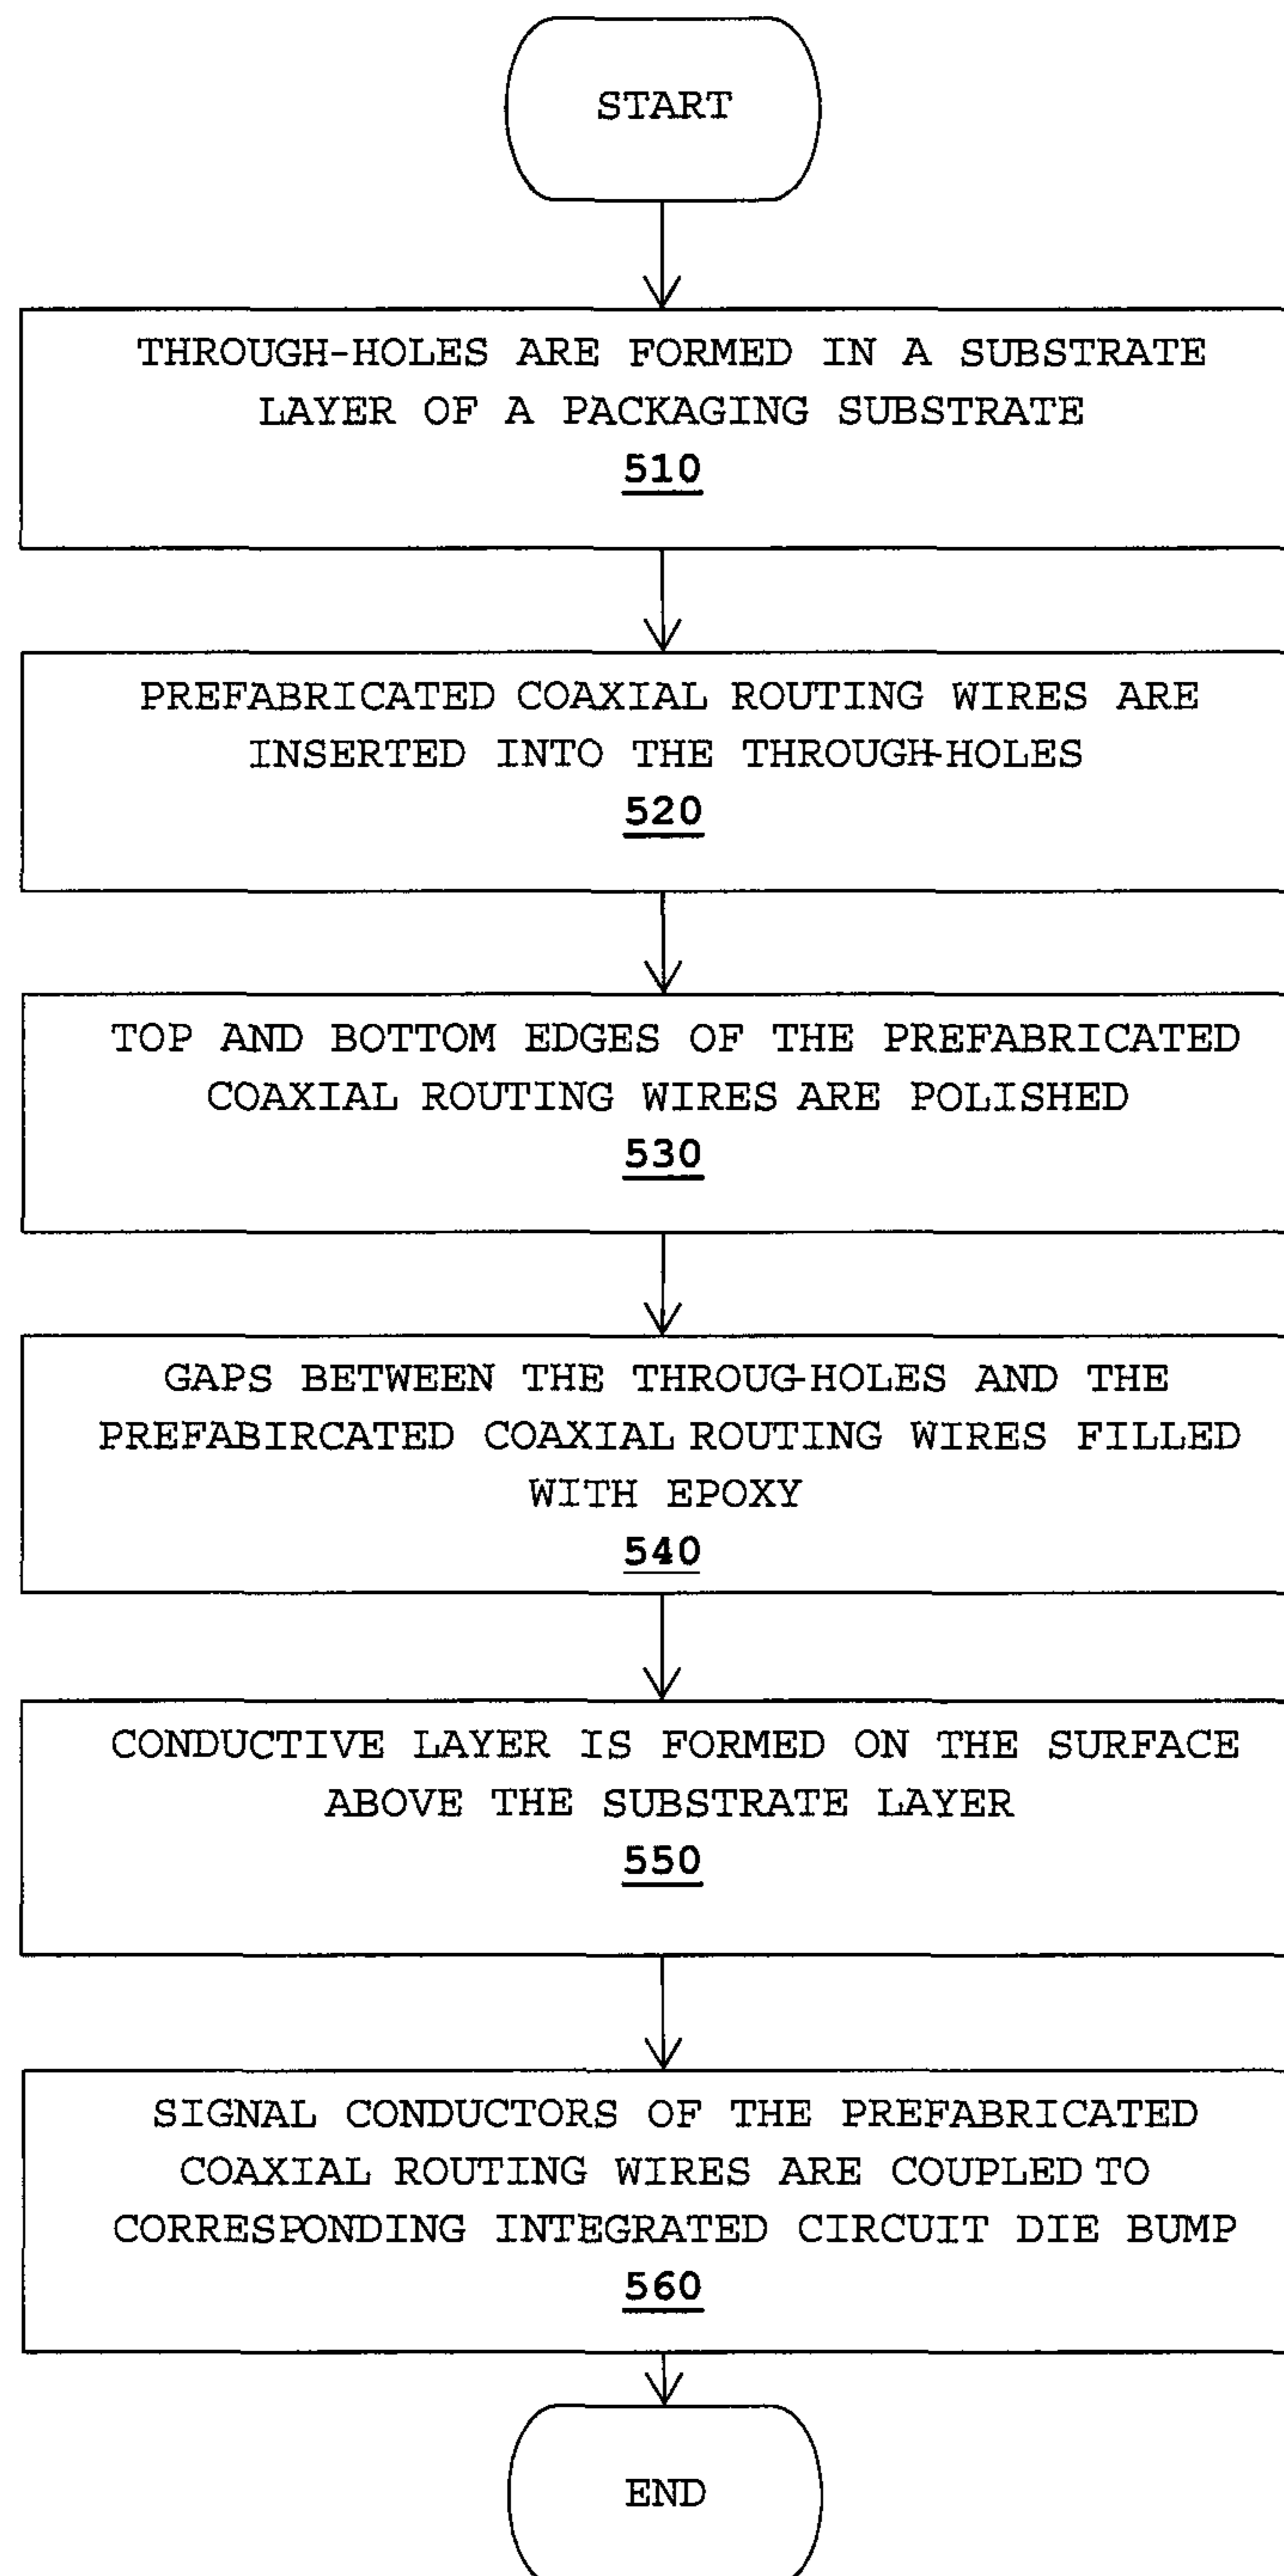 START
THROUGH-HOLES ARE FORMED IN A SUBSTRATE
LAYER OF A PACKAGING SUBSTRATE
510
PREFABRICATED COAXIAL ROUTING WIRES ARE
INSERTED INTO THE THROUGH-HOLES
520
TOP AND BOTTOM EDGES OF THE PREFABRICATED
COAXIAL ROUTING WIRES ARE POLISHED
530
GAPS BETWEEN THE THROUG-HOLES AND THE
PREFABIRCATED COAXIAL ROUTING WIRES FILLED
WITH EPOXY
540
CONDUCTIVE LAYER IS FORMED ON THE SURFACE
ABOVE THE SUBSTRATE LAYER
550
SIGNAL CONDUCTORS OF THE PREFABRICATED
COAXIAL ROUTING WIRES ARE COUPLED TO
CORRESPONDING INTEGRATED CIRCUIT DIE BUMP
560
END